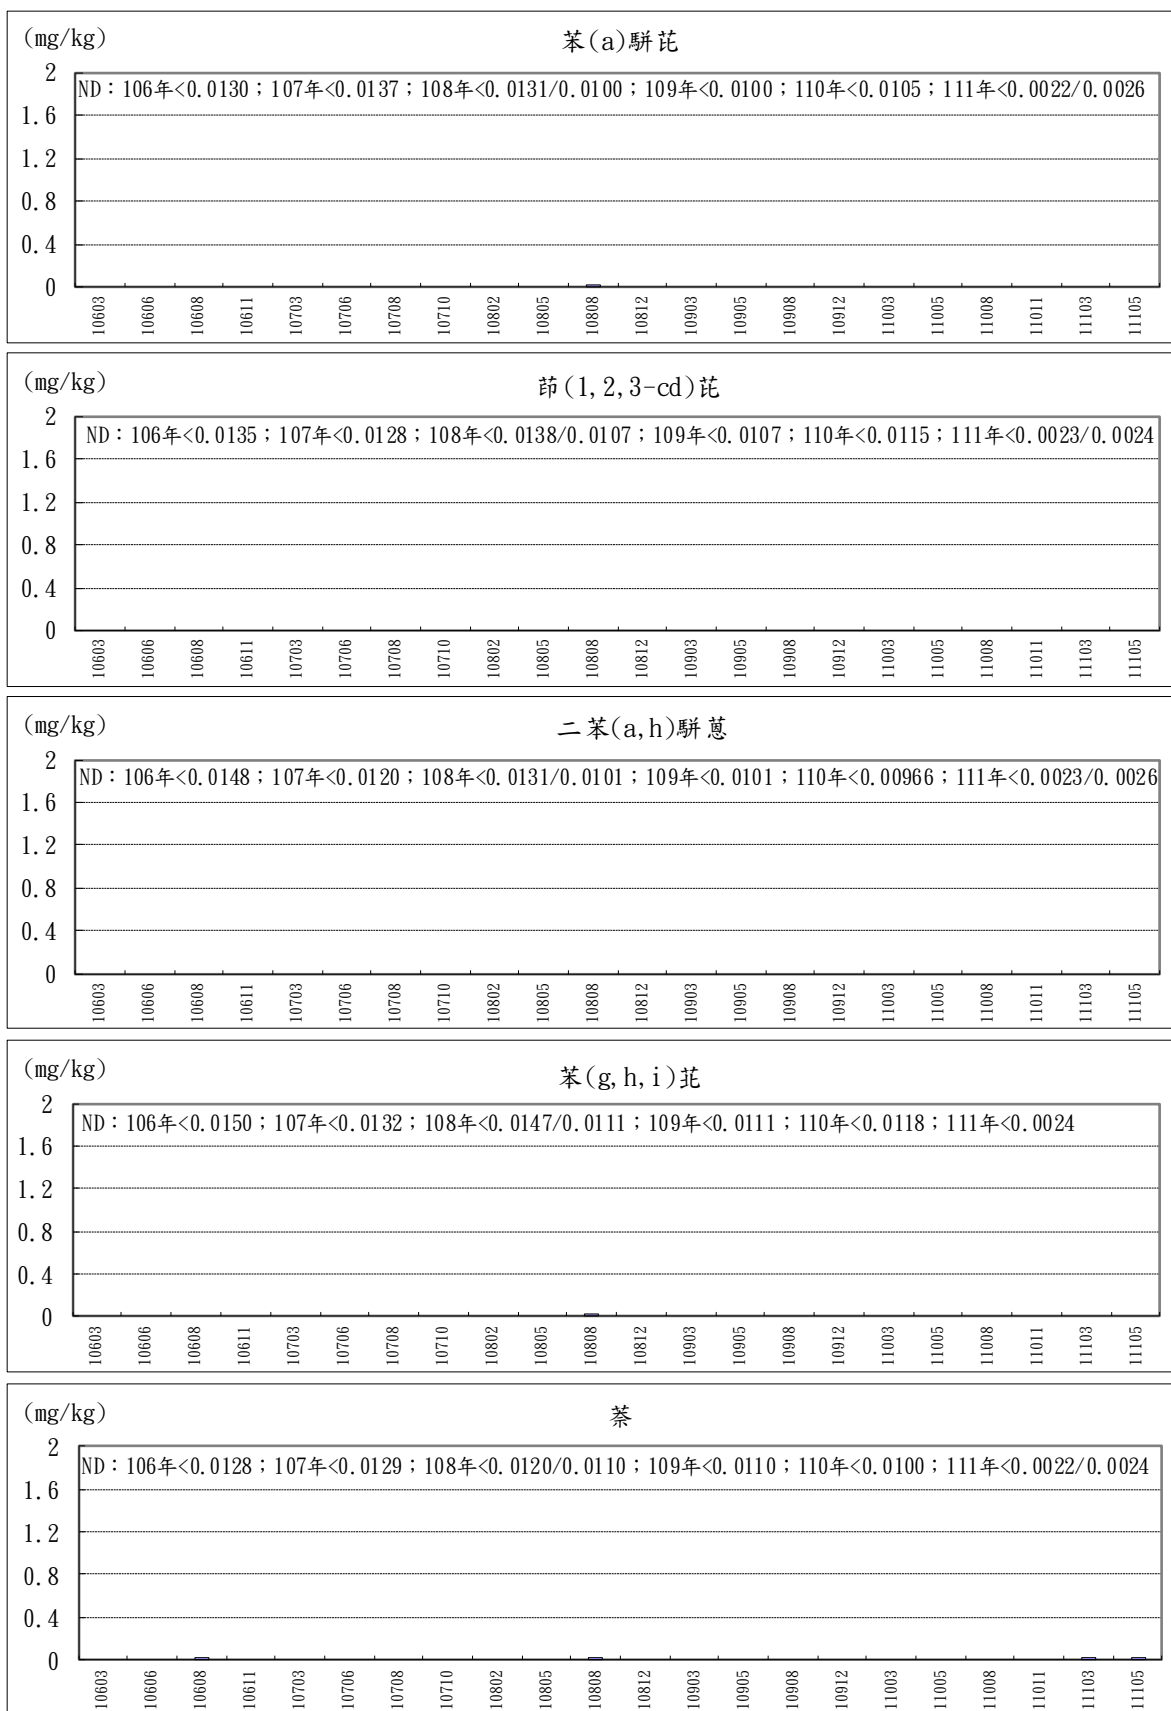 (mg/kg)
苯(a)駢芘
ND：106年<0.0130；107年<0.0137；108年<0.0131/0.0100；109年<0.0100；110年<0.0105；111年<0.0022/0.0026
2
1.6
1.2
0.8
0.4
0
10603 10606 10608 10611 10703 10706 10708 10710 10802 10805 10808 10812 10903 10905 10908 10912 11003 11005 11008 11011 11103 11105
(mg/kg)
茚(1,2,3-cd)芘
ND：106年<0.0135；107年<0.0128；108年<0.0138/0.0107；109年<0.0107；110年<0.0115；111年<0.0023/0.0024
2
1.6
1.2
0.8
0.4
0
10603 10606 10608 10611 10703 10706 10708 10710 10802 10805 10808 10812 10903 10905 10908 10912 11003 11005 11008 11011 11103 11105
(mg/kg)
二苯(a,h)駢蒽
ND：106年<0.0148；107年<0.0120；108年<0.0131/0.0101；109年<0.0101；110年<0.00966；111年<0.0023/0.0026
2
1.6
1.2
0.8
0.4
0
10603 10606 10608 10611 10703 10706 10708 10710 10802 10805 10808 10812 10903 10905 10908 10912 11003 11005 11008 11011 11103 11105
(mg/kg)
苯(g,h,i)苝
ND：106年<0.0150；107年<0.0132；108年<0.0147/0.0111；109年<0.0111；110年<0.0118；111年<0.0024
2
1.6
1.2
0.8
0.4
0
10603 10606 10608 10611 10703 10706 10708 10710 10802 10805 10808 10812 10903 10905 10908 10912 11003 11005 11008 11011 11103 11105
(mg/kg)
萘
ND：106年<0.0128；107年<0.0129；108年<0.0120/0.0110；109年<0.0110；110年<0.0100；111年<0.0022/0.0024
2
1.6
1.2
0.8
0.4
0
10603 10606 10608 10611 10703 10706 10708 10710 10802 10805 10808 10812 10903 10905 10908 10912 11003 11005 11008 11011 11103 11105